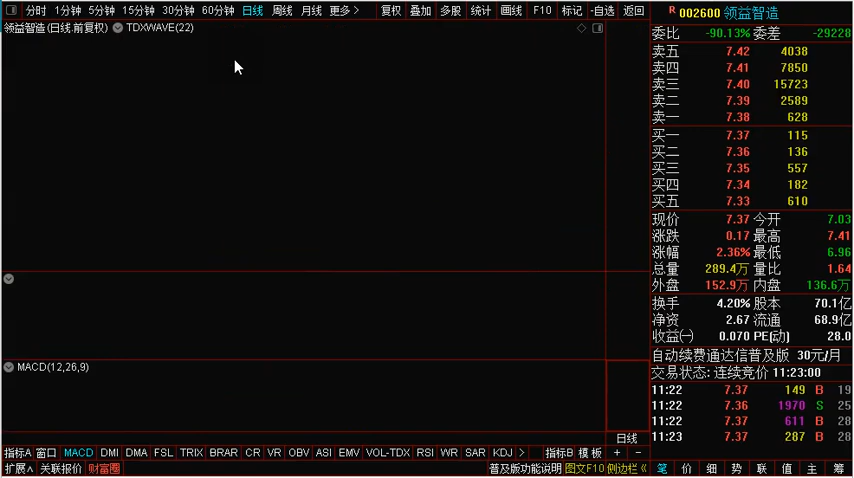 分时 1分钟 5分钟 15分钟 30分钟 60分钟 日线 周线 月线 更多> 复权 叠加 多股 统计 画线 F10 标记 -自选 返回
领益智造(日线.前复权) TDXWAVE(22)
MACD(12,26,9)
日线
指标A 窗口 MACD DMI DMA FSL TRIX BRAR CR VR OBV ASI EMV VOL-TDX RSI WR SAR KDJ > 指标B 模板 + -
扩展∧ 关联报价 财富圈 普及版功能说明 图文F10 侧边栏《
R 002600 领益智造
委比 -90.13% 委差 -29228
卖五 7.42 4038
卖四 7.41 7850
卖三 7.40 15723
卖二 7.39 2589
卖一 7.38 628
买一 7.37 115
买二 7.36 136
买三 7.35 557
买四 7.34 182
买五 7.33 610
现价 7.37 今开 7.03
涨跌 0.17 最高 7.41
涨幅 2.36% 最低 6.96
总量 289.4万 量比 1.64
外盘 152.9万 内盘 136.6万
换手 4.20% 股本 70.1亿
净资 2.67 流通 68.9亿
收益㈠ 0.070 PE(动) 28.0
自动续费通达信普及版 30元/月
交易状态: 连续竞价 11:23:00
11:22 7.37 149 B 19
11:22 7.36 1970 S 25
11:22 7.37 611 B 28
11:23 7.37 287 B 28
笔 价 细 势 联 值 主 筹